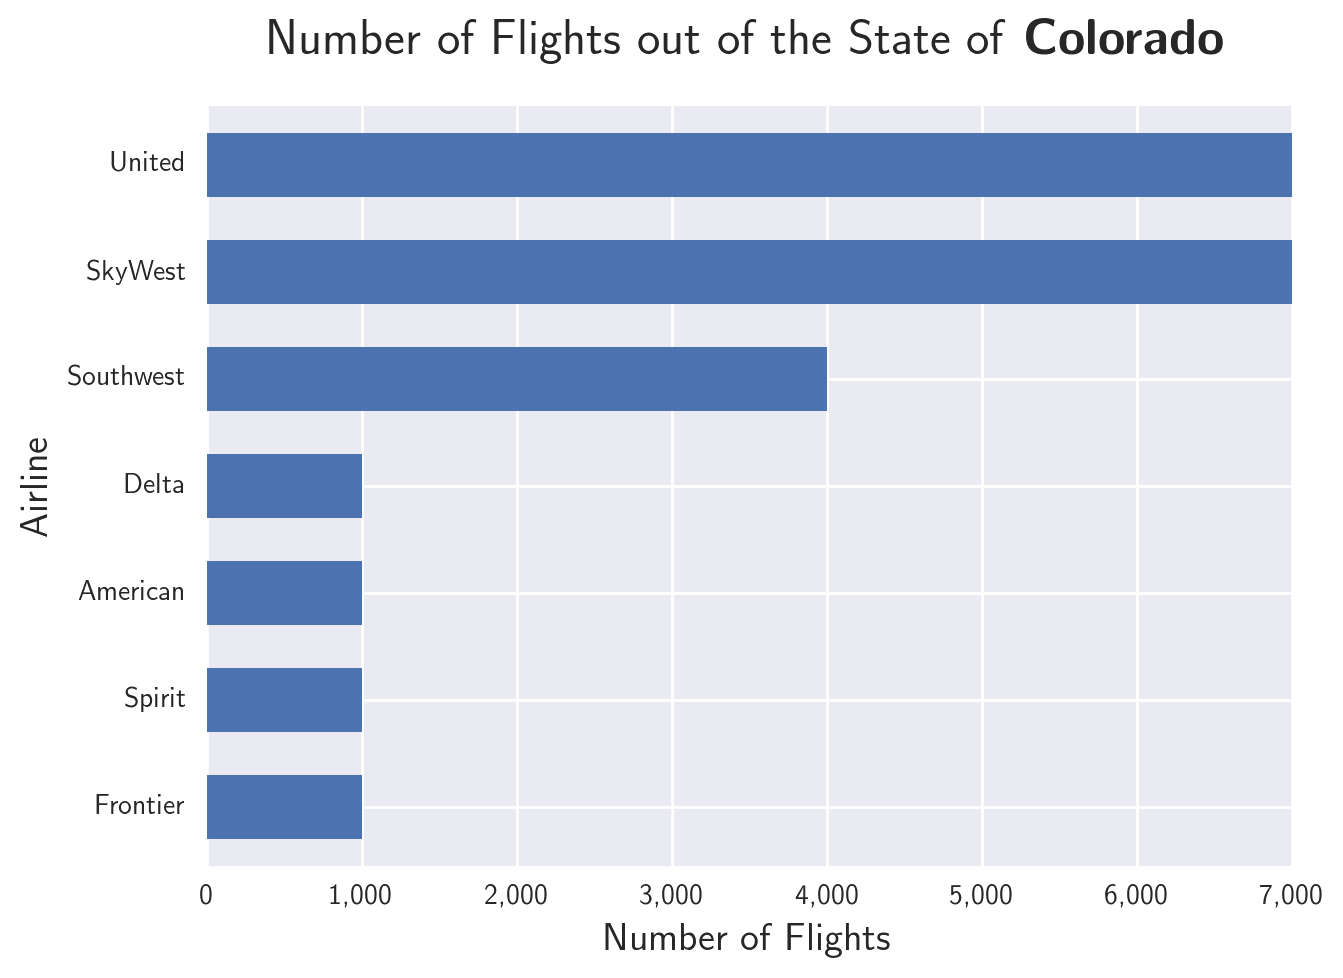 Number of Flights out of the State of Colorado
United
SkyWest
Southwest
Delta
American
Spirit
Frontier
Airline
0 1,000 2,000 3,000 4,000 5,000 6,000 7,000
Number of Flights